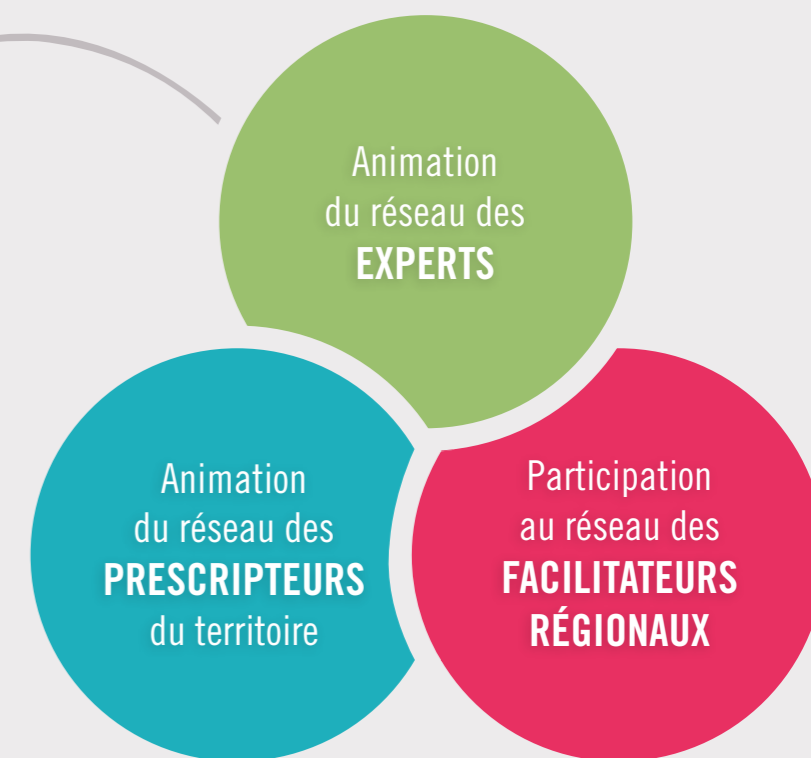 Animation
du réseau des
EXPERTS
Animation
du réseau des
PRESCRIPTEURS
du territoire
Participation
au réseau des
FACILITATEURS
RÉGIONAUX